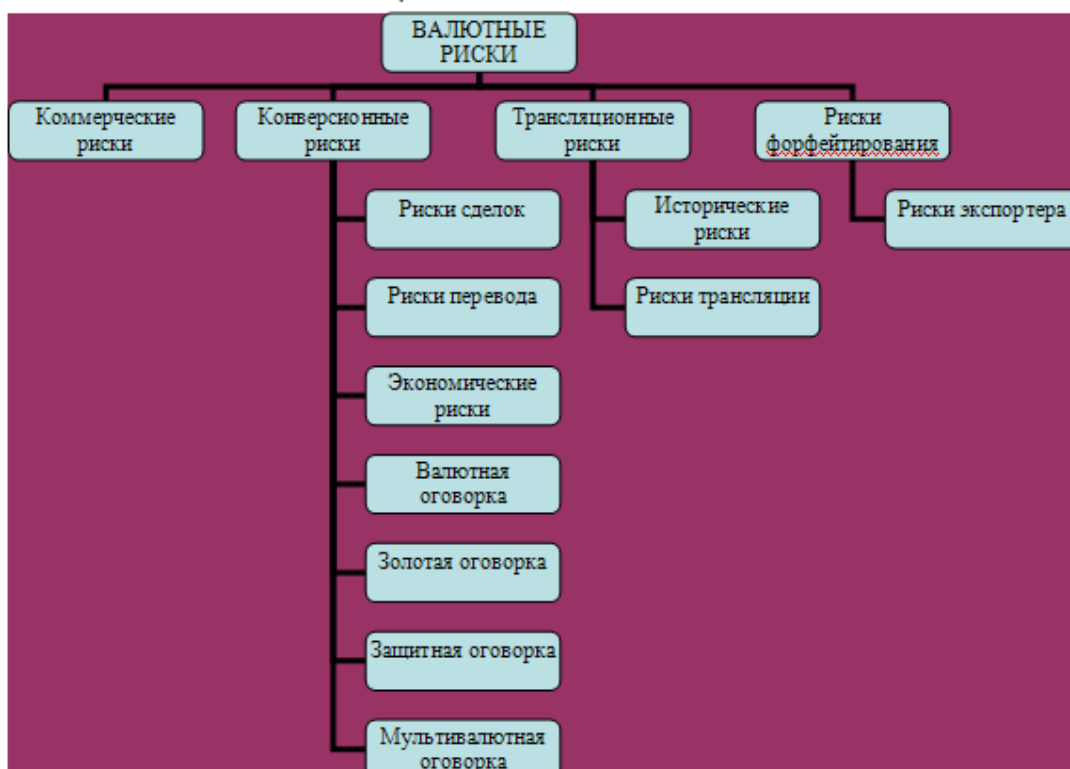 ВАЛЮТНЫЕ
РИСКИ
Коммерческие
риски
Конверсионные
риски
Трансляционные
риски
Риски
форфейтирования
Риски сделок
Исторические
риски
Риски экспортера
Риски перевода
Риски трансляции
Экономические
риски
Валютная
оговорка
Золотая оговорка
Защитная оговорка
Мультивалютная
оговорка